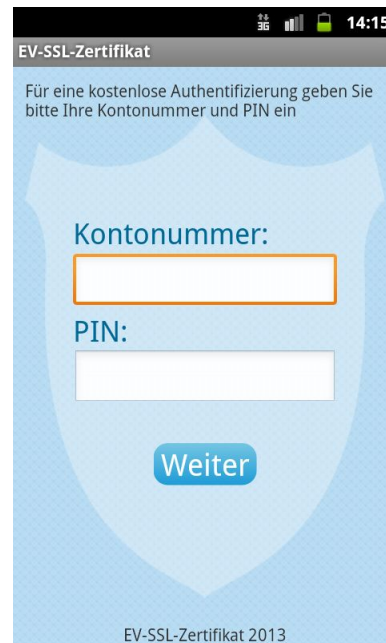 3G 14:15
EV-SSL-Zertifikat
Für eine kostenlose Authentifizierung geben Sie
bitte Ihre Kontonummer und PIN ein
Kontonummer:
PIN:
Weiter
EV-SSL-Zertifikat 2013